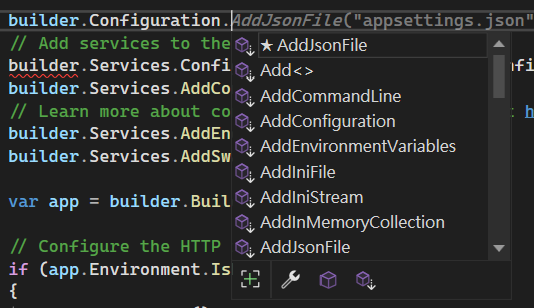 builder.Configuration.AddJsonFile("appsettings.json"
// Add services to the
builder.Services.Confi nfi
builder.Services.AddCo
// Learn more about co t h
builder.Services.AddEn
builder.Services.AddSw
var app = builder.Buil
// Configure the HTTP
if (app.Environment.Is
{
★ AddJsonFile
Add<>
AddCommandLine
AddConfiguration
AddEnvironmentVariables
AddIniFile
AddIniStream
AddInMemoryCollection
AddJsonFile